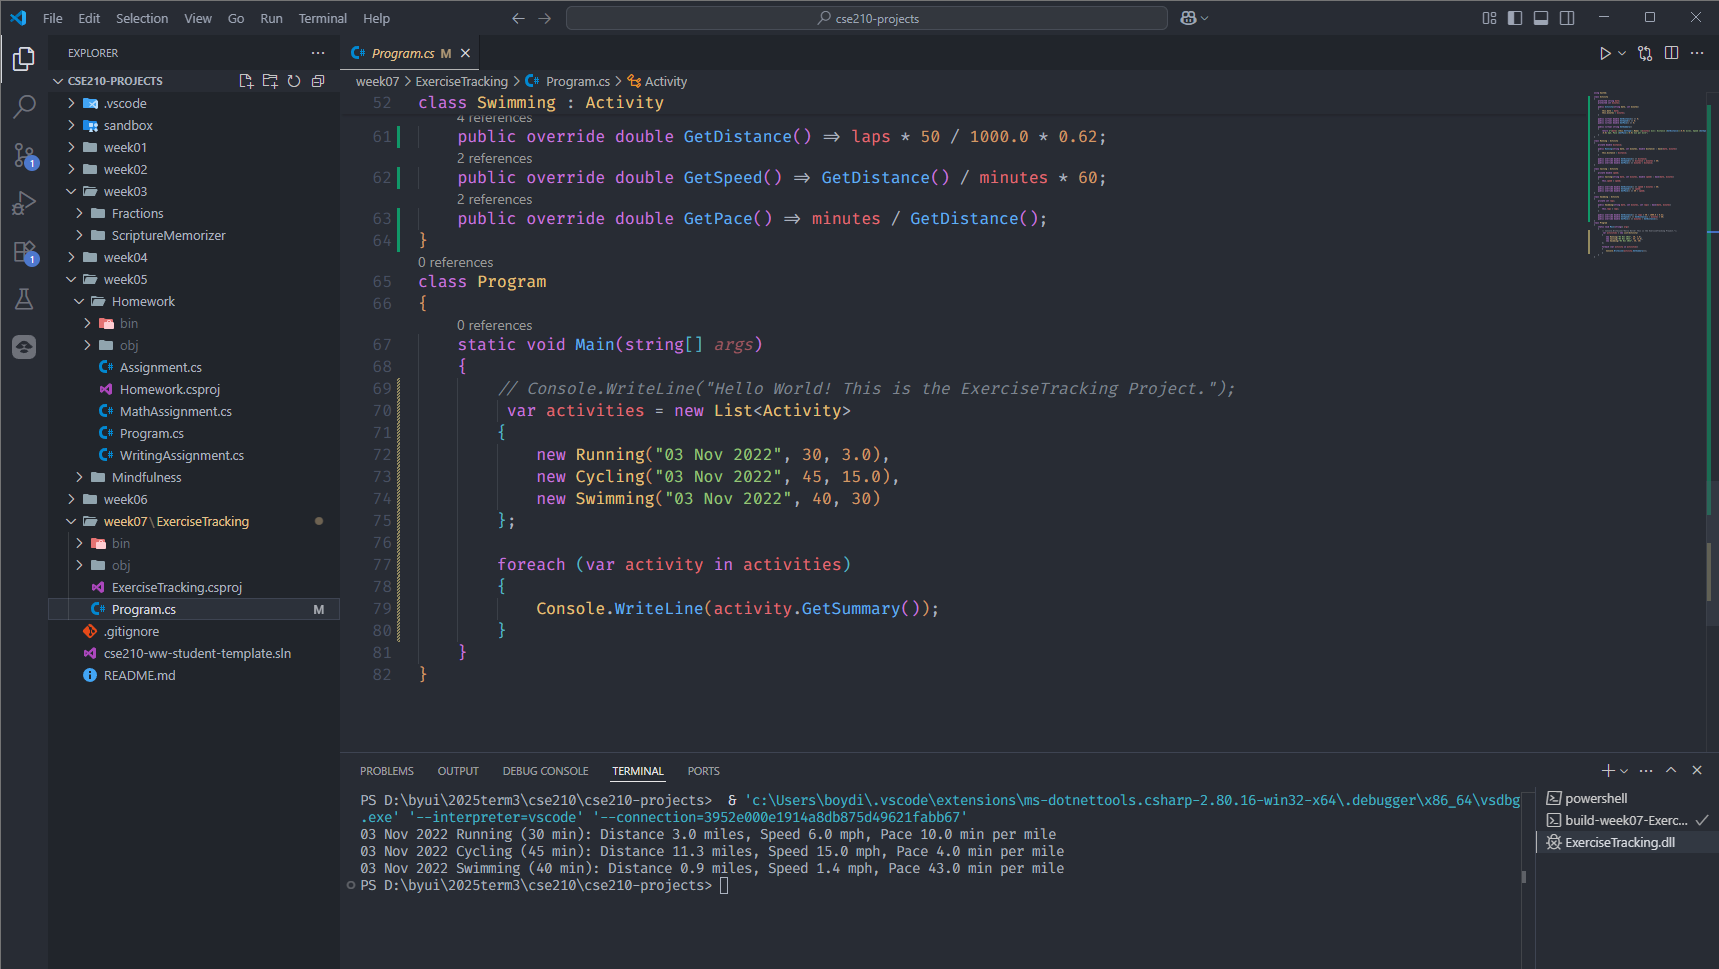 File Edit Selection View Go Run Terminal Help
cse210-projects
EXPLORER
CSE210-PROJECTS
.vscode
sandbox
week01
week02
week03
Fractions
ScriptureMemorizer
week04
week05
Homework
bin
obj
Assignment.cs
Homework.csproj
MathAssignment.cs
Program.cs
WritingAssignment.cs
Mindfulness
week06
week07\ExerciseTracking
bin
obj
ExerciseTracking.csproj
Program.cs M
.gitignore
cse210-ww-student-template.sln
README.md
1
1
Program.cs M
week07 > ExerciseTracking > Program.cs > Activity
52 class Swimming : Activity
4 references
61 public override double GetDistance() => laps * 50 / 1000.0 * 0.62;
2 references
62 public override double GetSpeed() => GetDistance() / minutes * 60;
2 references
63 public override double GetPace() => minutes / GetDistance();
64 }
0 references
65 class Program
66 {
0 references
67 static void Main(string[] args)
68 {
69 // Console.WriteLine("Hello World! This is the ExerciseTracking Project.");
70 var activities = new List<Activity>
71 {
72 new Running("03 Nov 2022", 30, 3.0),
73 new Cycling("03 Nov 2022", 45, 15.0),
74 new Swimming("03 Nov 2022", 40, 30)
75 };
76
77 foreach (var activity in activities)
78 {
79 Console.WriteLine(activity.GetSummary());
80 }
81 }
82 }
PROBLEMS OUTPUT DEBUG CONSOLE TERMINAL PORTS
PS D:\byui\2025term3\cse210\cse210-projects>  & 'c:\Users\boydi\.vscode\extensions\ms-dotnettools.csharp-2.80.16-win32-x64\.debugger\x86_64\vsdbg
.exe' '--interpreter=vscode' '--connection=3952e000e1914a8db875d49621fabb67'
03 Nov 2022 Running (30 min): Distance 3.0 miles, Speed 6.0 mph, Pace 10.0 min per mile
03 Nov 2022 Cycling (45 min): Distance 11.3 miles, Speed 15.0 mph, Pace 4.0 min per mile
03 Nov 2022 Swimming (40 min): Distance 0.9 miles, Speed 1.4 mph, Pace 43.0 min per mile
PS D:\byui\2025term3\cse210\cse210-projects>
powershell
build-week07-Exerc...
ExerciseTracking.dll